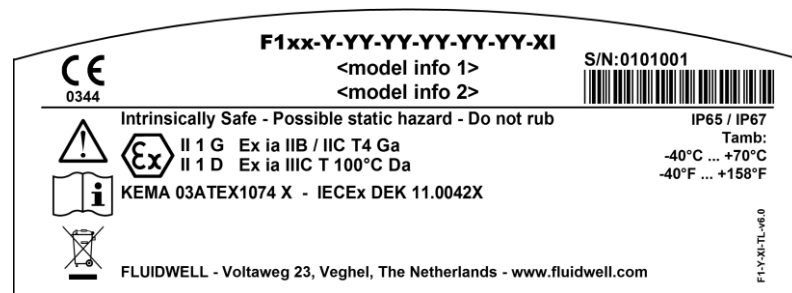 F1xx-Y-YY-YY-YY-YY-YY-XI
<model info 1>
<model info 2>
S/N:0101001
CE
0344
Intrinsically Safe - Possible static hazard - Do not rub
IP65 / IP67
Tamb:
-40°C ... +70°C
-40°F ... +158°F
Ex
II 1 G Ex ia IIB / IIC T4 Ga
II 1 D Ex ia IIIC T 100°C Da
i
KEMA 03ATEX1074 X - IECEx DEK 11.0042X
FLUIDWELL - Voltaweg 23, Veghel, The Netherlands - www.fluidwell.com
F1-Y-XI-TL-v6.0